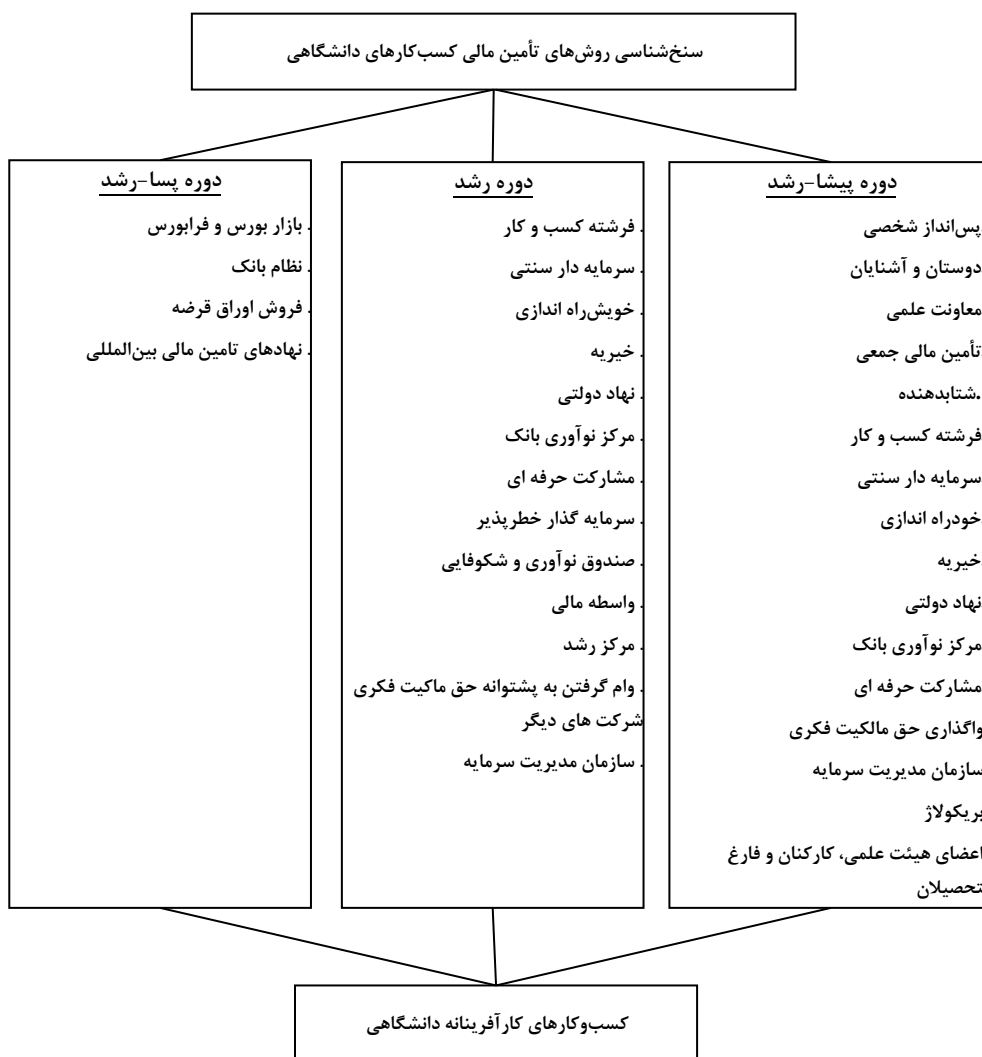 سنخ‌شناسی روش‌های تأمین مالی کسب‌کارهای دانشگاهی
دوره پیشا-رشد
.پس‌انداز شخصی
.دوستان و آشنایان
.معاونت علمی
.تأمین مالی جمعی
.شتابدهنده
.فرشته کسب و کار
.سرمایه دار سنتی
.خودراه اندازی
.خیریه
.نهاد دولتی
.مرکز نوآوری بانک
.مشارکت حرفه ای
.واگذاری حق مالکیت فکری
.سازمان مدیریت سرمایه
.بریکولاژ
.اعضای هیئت علمی، کارکنان و فارغ
تحصیلان
دوره رشد
. فرشته کسب و کار
. سرمایه دار سنتی
. خویش‌راه اندازی
. خیریه
. نهاد دولتی
. مرکز نوآوری بانک
. مشارکت حرفه ای
. سرمایه گذار خطرپذیر
. صندوق نوآوری و شکوفایی
. واسطه مالی
. مرکز رشد
. وام گرفتن به پشتوانه حق ماکیت فکری
شرکت های دیگر
. سازمان مدیریت سرمایه
دوره پسا-رشد
. بازار بورس و فرابورس
. نظام بانک
. فروش اوراق قرضه
. نهادهای تامین مالی بین‌المللی
کسب‌وکارهای کارآفرینانه دانشگاهی